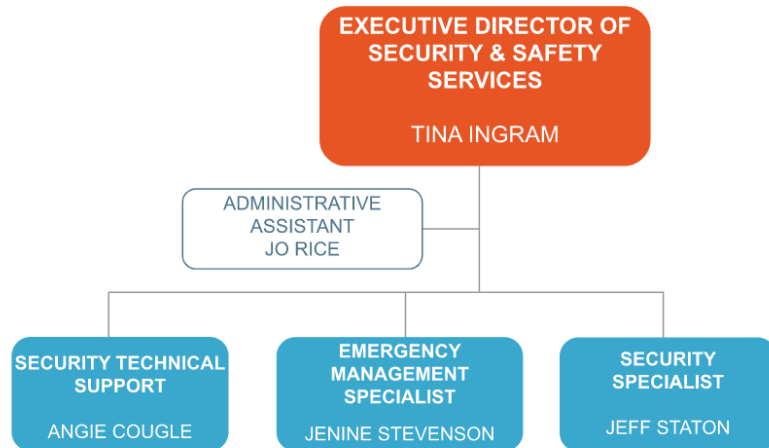 EXECUTIVE DIRECTOR OF
SECURITY & SAFETY
SERVICES
TINA INGRAM
ADMINISTRATIVE
ASSISTANT
JO RICE
SECURITY TECHNICAL
SUPPORT
ANGIE COUGLE
EMERGENCY
MANAGEMENT
SPECIALIST
JENINE STEVENSON
SECURITY
SPECIALIST
JEFF STATON